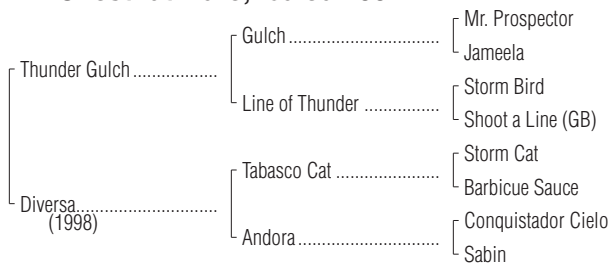 Mr. Prospector
Gulch ................................
Jameela
Thunder Gulch ..................
Storm Bird
Line of Thunder ................
Shoot a Line (GB)
Storm Cat
Tabasco Cat ......................
Barbicue Sauce
Diversa..............................
(1998)
Conquistador Cielo
Andora..............................
Sabin